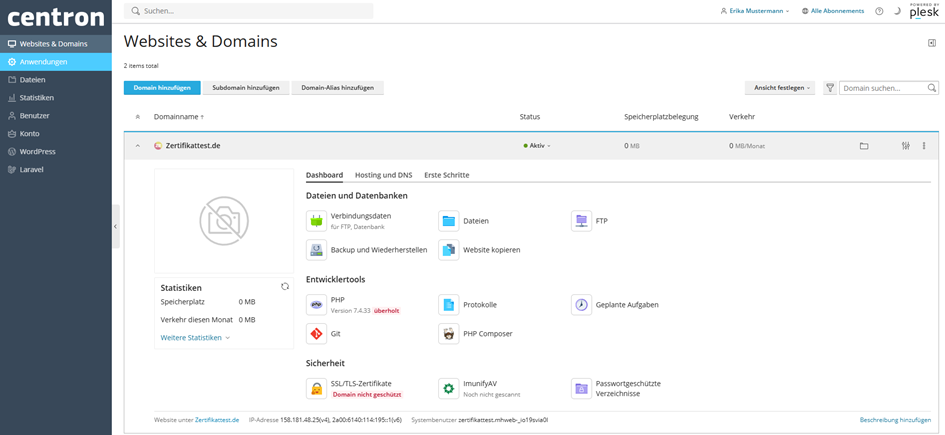 centron
Suchen...
Erika Mustermann
Alle Abonnements
POWERED BY
plesk
Websites & Domains
Anwendungen
Dateien
Statistiken
Benutzer
Konto
WordPress
Laravel
Websites & Domains
2 items total
Domain hinzufügen
Subdomain hinzufügen
Domain-Alias hinzufügen
Ansicht festlegen
Domain suchen...
Domainname ↑
Status
Speicherplatzbelegung
Verkehr
Zertifikattest.de
Aktiv
0 MB
0 MB/Monat
Dashboard
Hosting und DNS
Erste Schritte
Dateien und Datenbanken
Verbindungsdaten
für FTP, Datenbank
Dateien
FTP
Backup und Wiederherstellen
Website kopieren
Statistiken
Speicherplatz 0 MB
Verkehr diesen Monat 0 MB
Weitere Statistiken
Entwicklertools
PHP
Version 7.4.33 überholt
Protokolle
Geplante Aufgaben
Git
PHP Composer
Sicherheit
SSL/TLS-Zertifikate
Domain nicht geschützt
ImunifyAV
Noch nicht gescannt
Passwortgeschützte
Verzeichnisse
Website unter Zertifikattest.de
IP-Adresse 158.181.48.25(v4), 2a00:6140:114:195::1(v6)
Systembenutzer zertifikattest.mhweb-_io19svia0l
Beschreibung hinzufügen